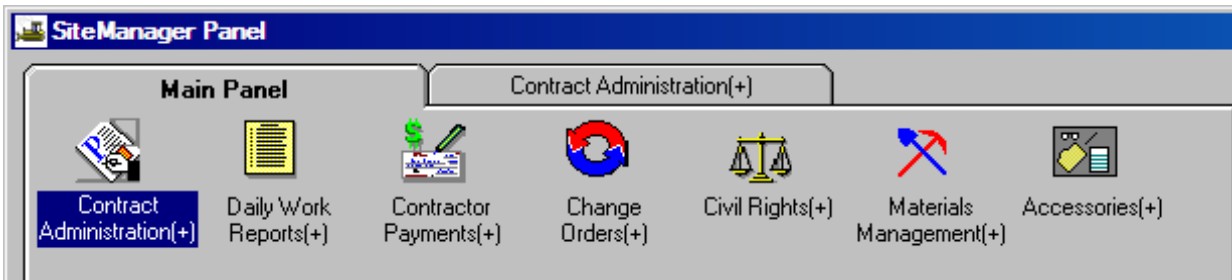 SiteManager Panel
Main Panel
Contract Administration(+)
Contract
Administration(+)
Daily Work
Reports(+)
Contractor
Payments(+)
Change
Orders(+)
Civil Rights(+)
Materials
Management(+)
Accessories(+)